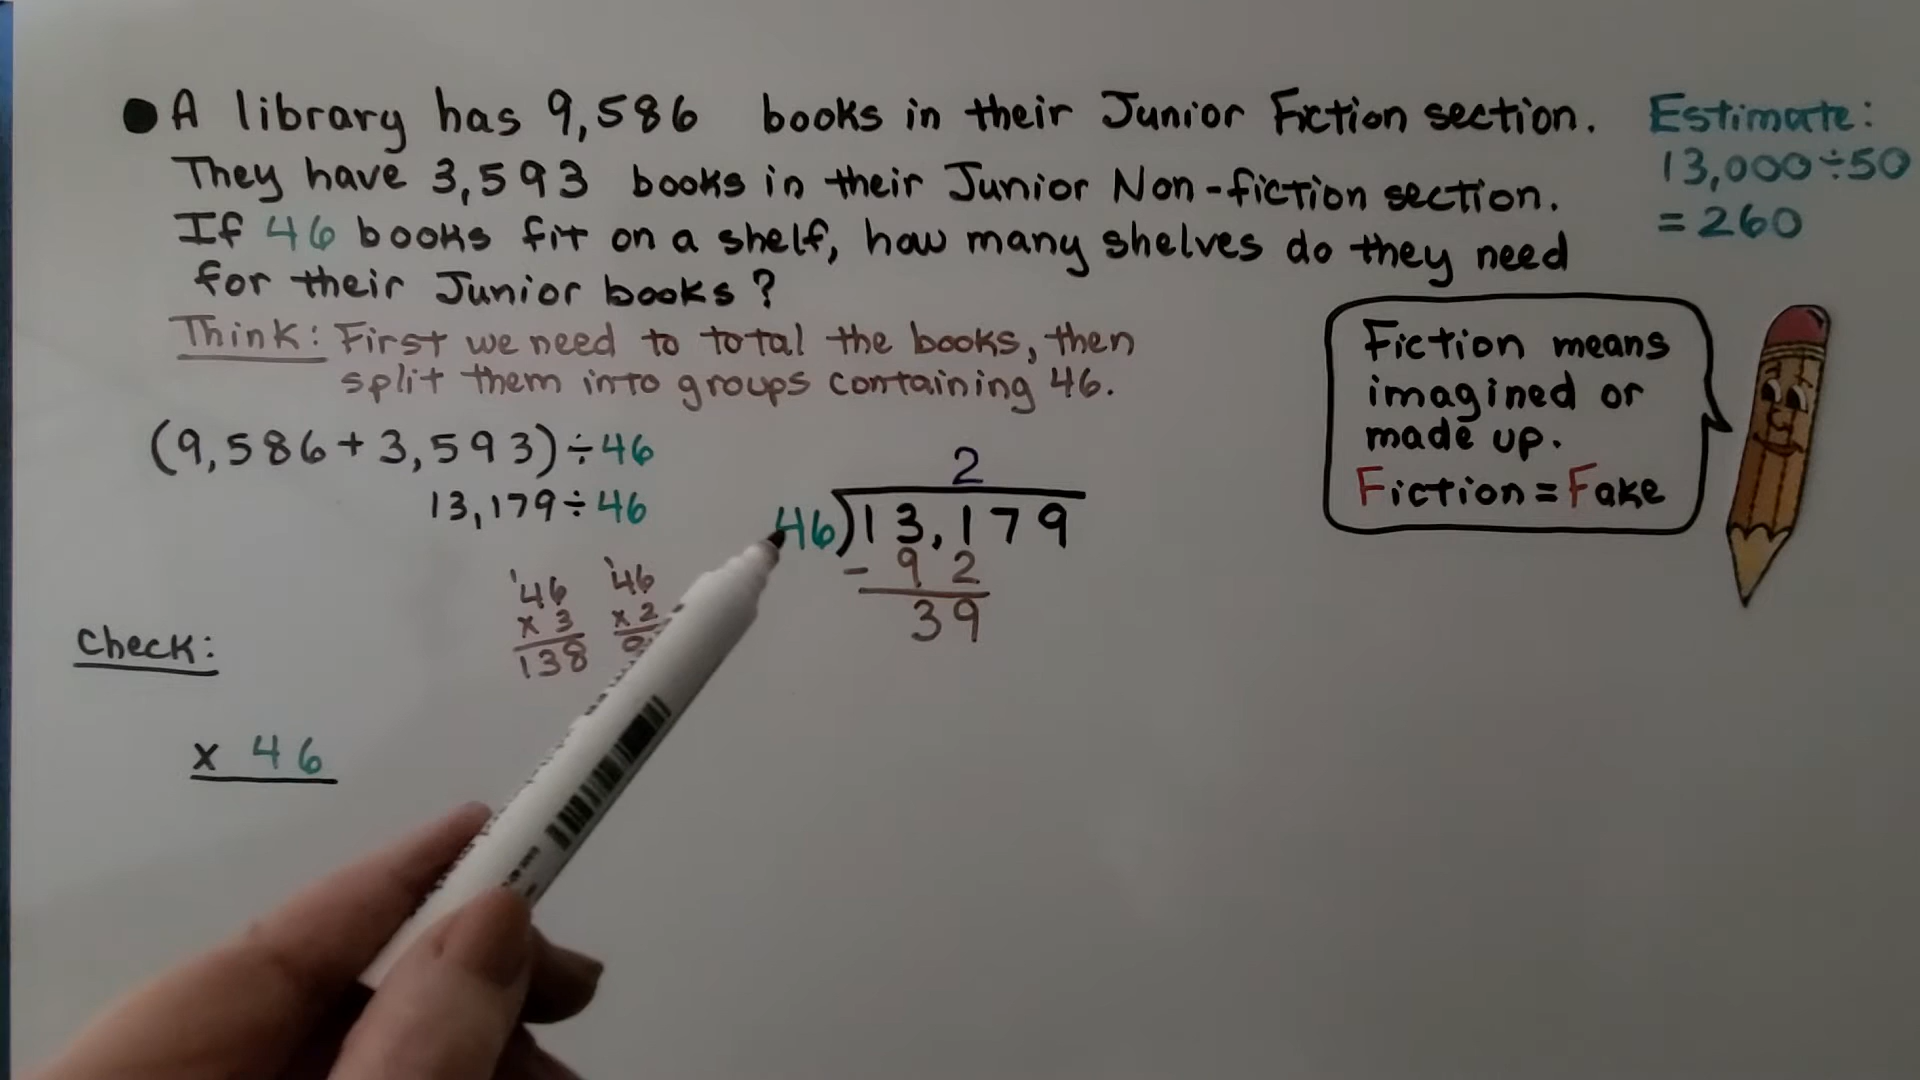 A library has 9,586 books in their Junior Fiction section.
They have 3,593 books in their Junior Non-fiction section.
If 46 books fit on a shelf, how many shelves do they need
for their Junior books?
Think: First we need to total the books, then
split them into groups containing 46.
Estimate:
13,000÷50
=260
Fiction means
imagined or
made up.
Fiction=Fake
(9,586+3,593)÷46
13,179÷46
2
46)13,179
- 92
39
46
x 3
138
46
x 2
Check:
x 46